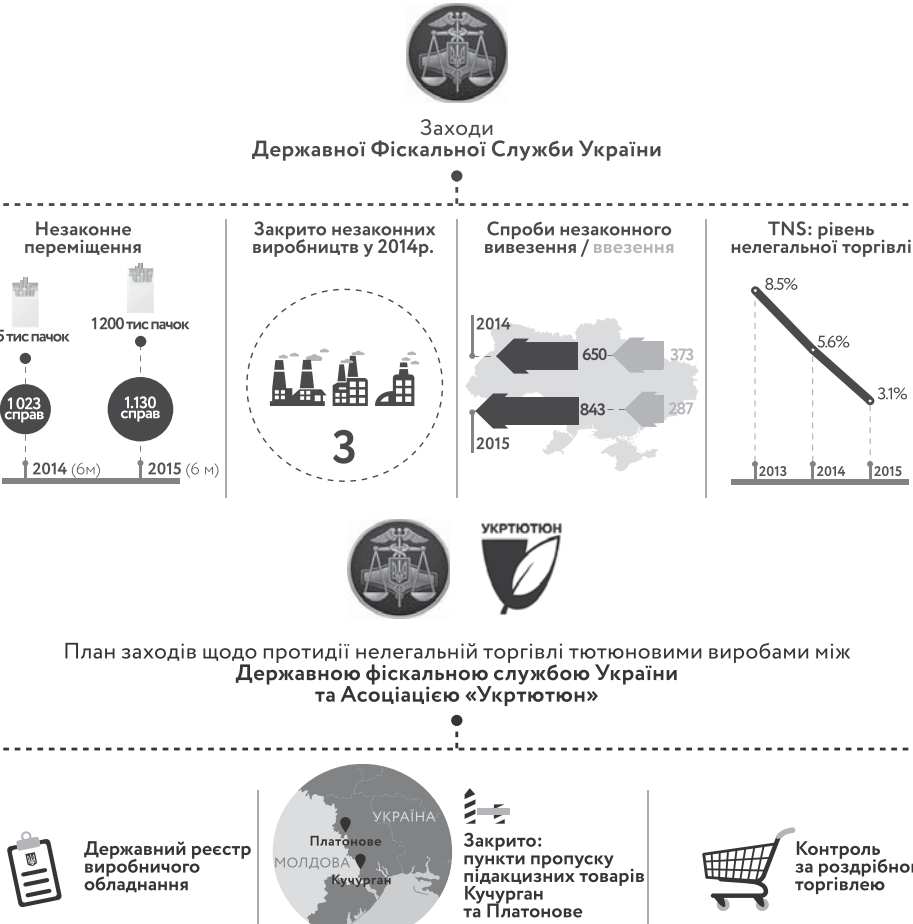 Заходи
Державної Фіскальної Служби України
Незаконне
переміщення
тис пачок
1200 тис пачок
1 023
справ
1.130
справ
2014 (6м)
2015 (6 м)
Закрито незаконних
виробництв у 2014р.
3
Спроби незаконного
вивезення / ввезення
2014
650
373
843
287
2015
TNS: рівень
нелегальної торгівлі
8.5%
5.6%
3.1%
2013
2014
2015
УКРТЮТЮН
План заходів щодо протидії нелегальній торгівлі тютюновими виробами між
Державною фіскальною службою України
та Асоціацією «Укртютюн»
Державний реєстр
виробничого
обладнання
УКРАЇНА
Платонове
МОЛДОВА
Кучурган
Закрито:
пункти пропуску
підакцизних товарів
Кучурган
та Платонове
Контроль
за роздрібною
торгівлею